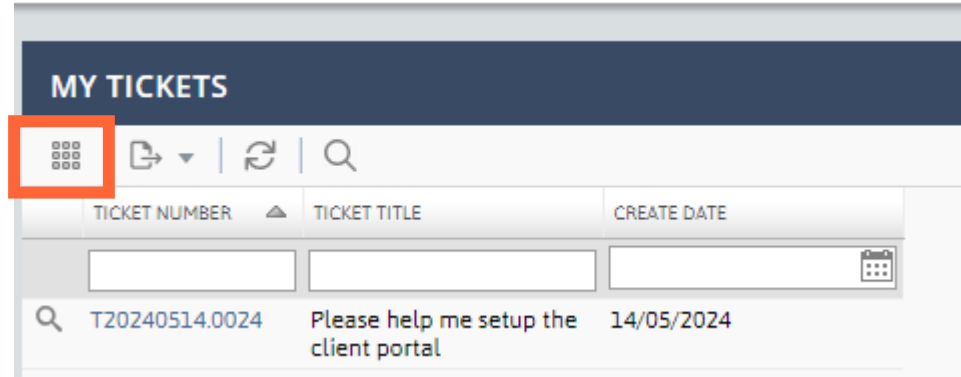 MY TICKETS
TICKET NUMBER TICKET TITLE CREATE DATE
T20240514.0024 Please help me setup the 14/05/2024
client portal